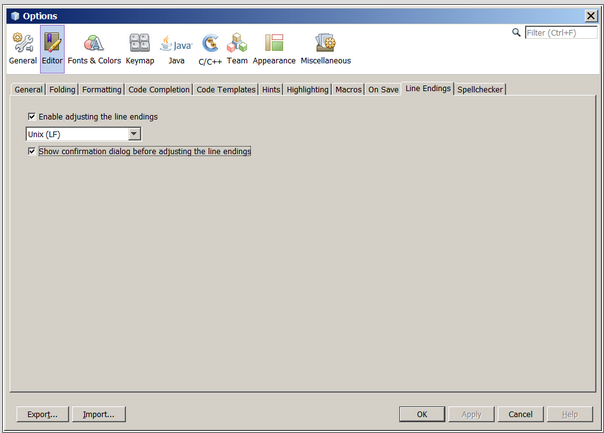 Options
Filter (Ctrl+F)
General Editor Fonts & Colors Keymap Java C/C++ Team Appearance Miscellaneous
General Folding Formatting Code Completion Code Templates Hints Highlighting Macros On Save Line Endings Spellchecker
Enable adjusting the line endings
Unix (LF)
Show confirmation dialog before adjusting the line endings
Export... Import... OK Apply Cancel Help